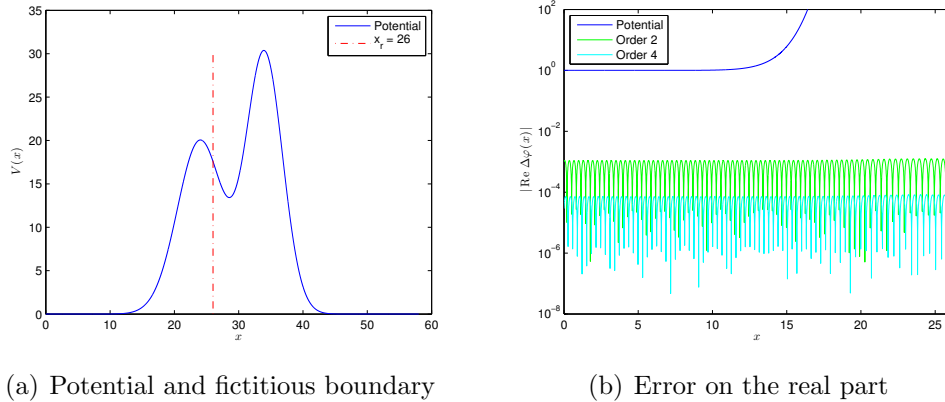 35
30
25
20
15
10
5
0
V(x)
0 10 20 30 40 50 60
x
Potential
x_r = 26
(a) Potential and fictitious boundary
10^2
10^0
10^-2
10^-4
10^-6
10^-8
|Re Δφ(x)|
0 5 10 15 20 25
x
Potential
Order 2
Order 4
(b) Error on the real part